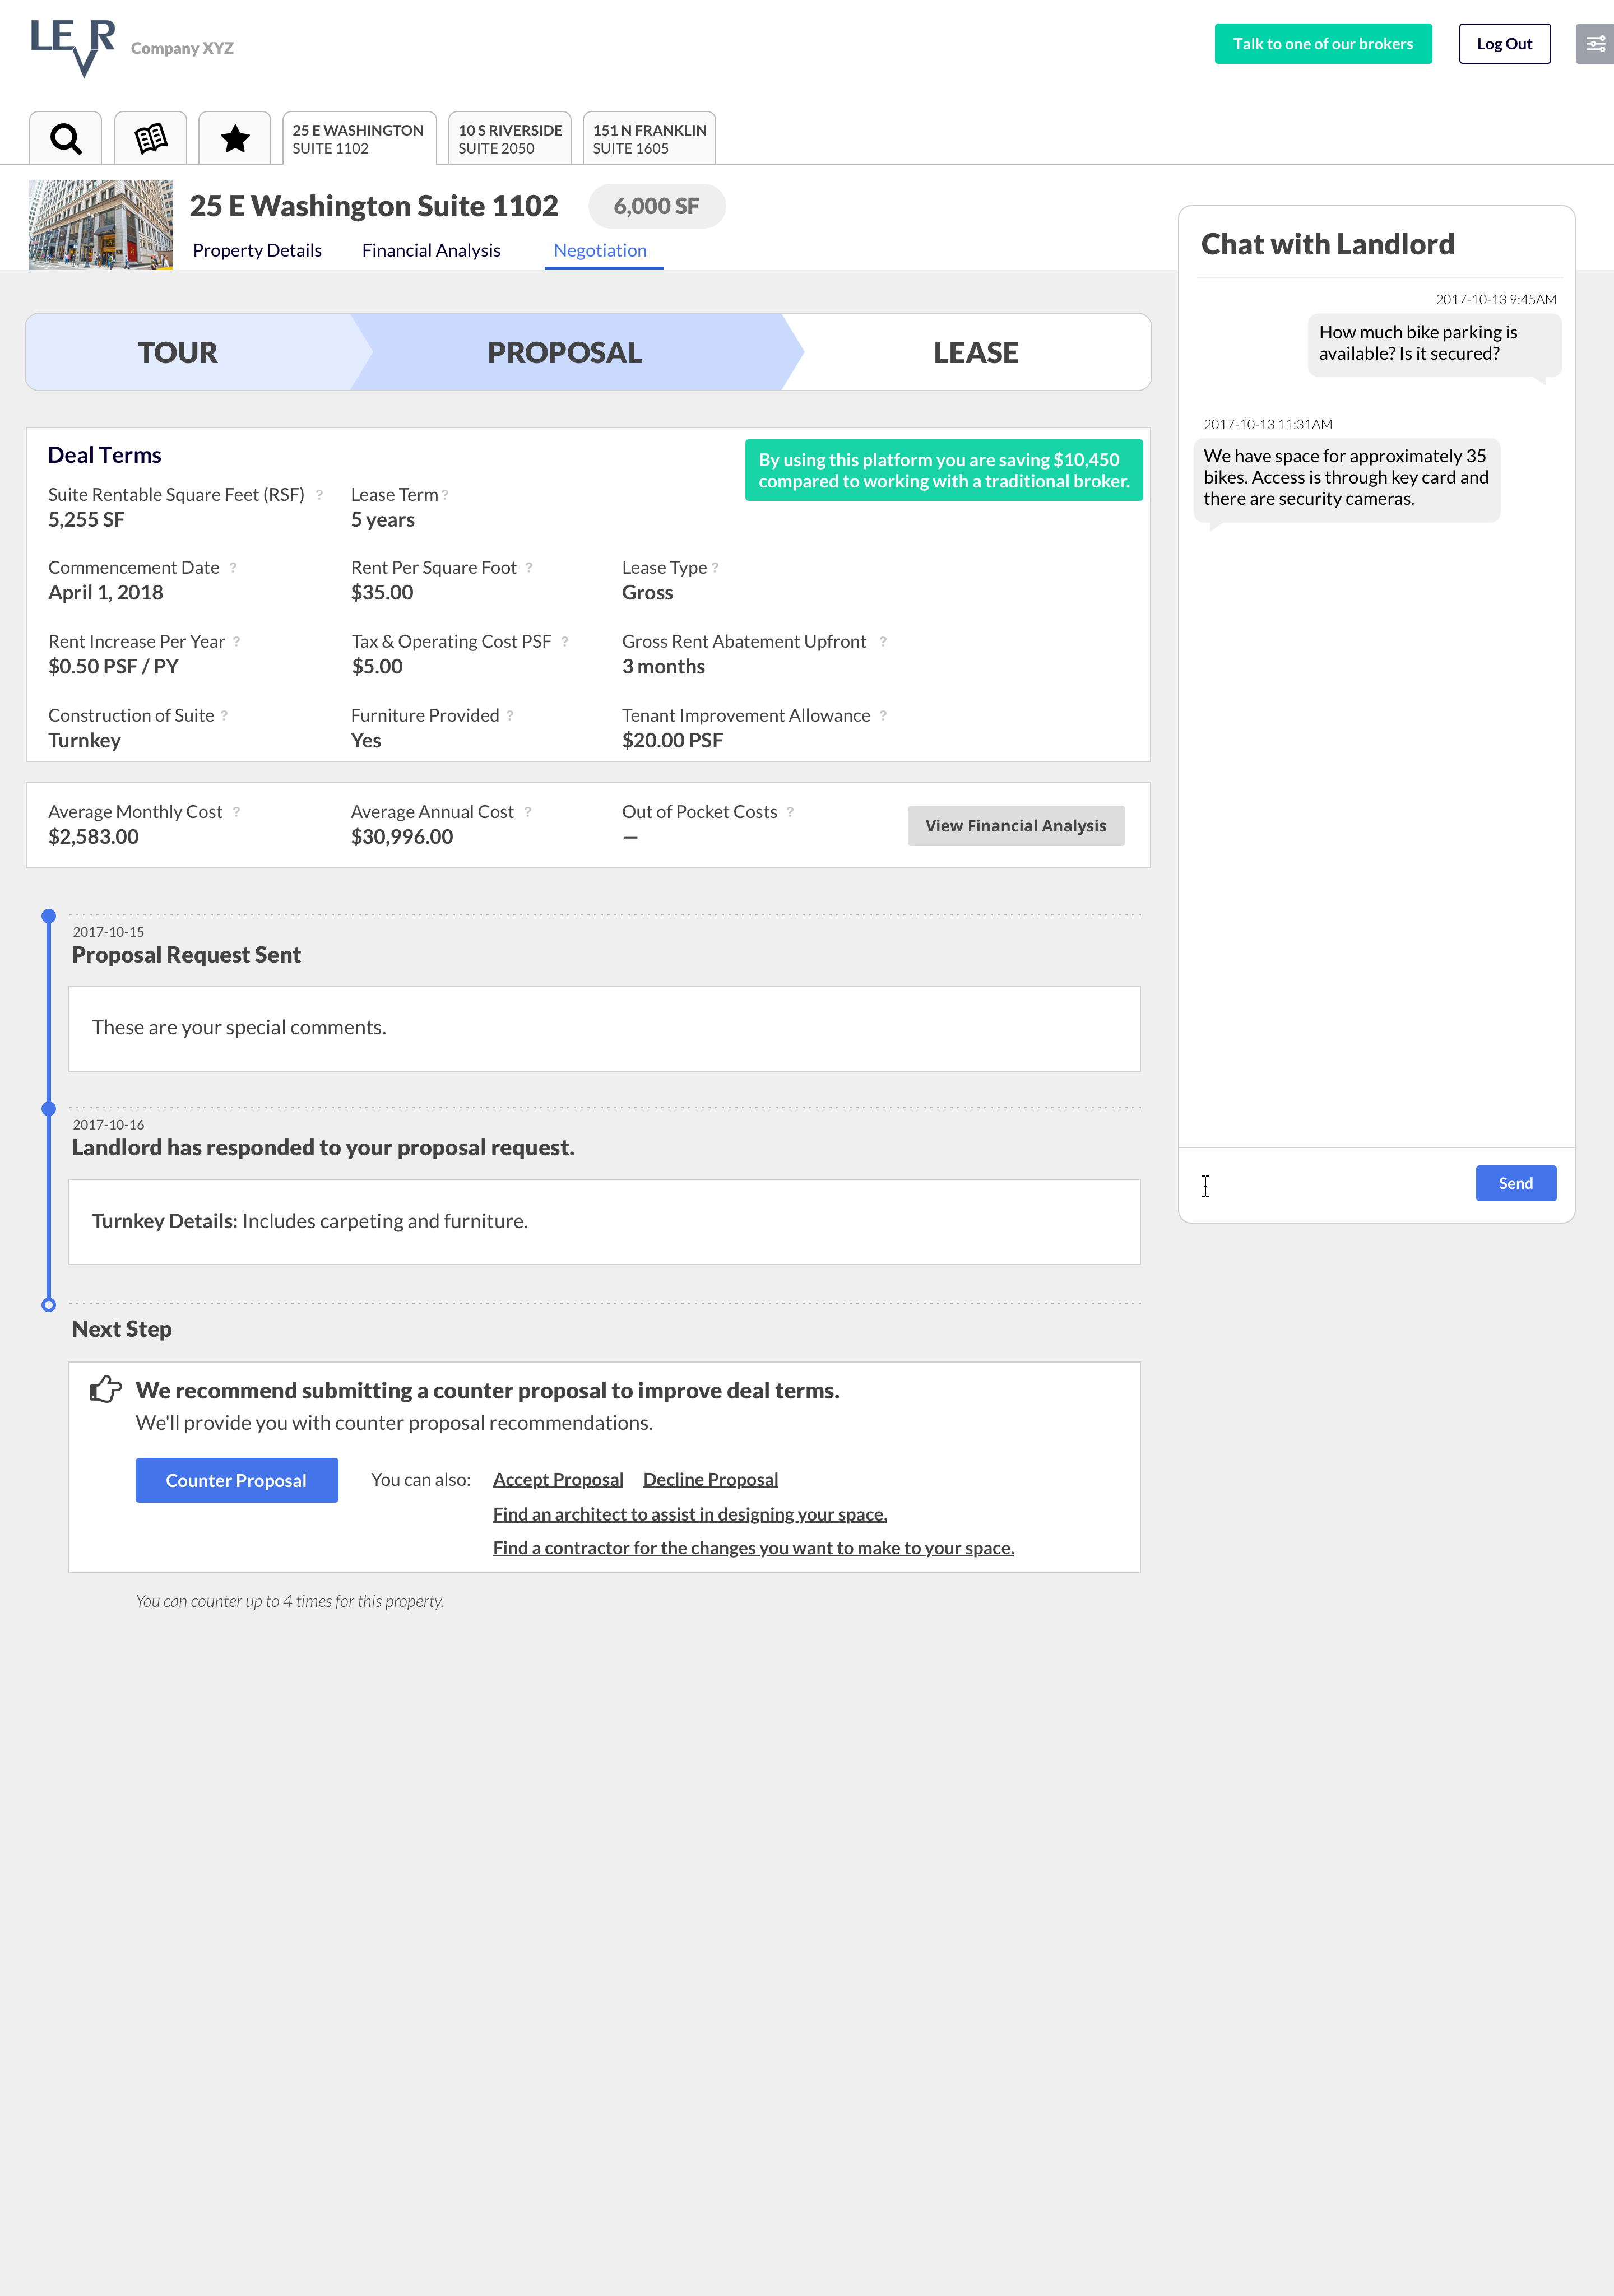 LEVR
Company XYZ
Talk to one of our brokers
Log Out
25 E WASHINGTON
SUITE 1102
10 S RIVERSIDE
SUITE 2050
151 N FRANKLIN
SUITE 1605
25 E Washington Suite 1102
6,000 SF
Property Details
Financial Analysis
Negotiation
TOUR
PROPOSAL
LEASE
Deal Terms
By using this platform you are saving $10,450
compared to working with a traditional broker.
Suite Rentable Square Feet (RSF) ?
5,255 SF
Lease Term ?
5 years
Commencement Date ?
April 1, 2018
Rent Per Square Foot ?
$35.00
Lease Type ?
Gross
Rent Increase Per Year ?
$0.50 PSF / PY
Tax & Operating Cost PSF ?
$5.00
Gross Rent Abatement Upfront ?
3 months
Construction of Suite ?
Turnkey
Furniture Provided ?
Yes
Tenant Improvement Allowance ?
$20.00 PSF
Average Monthly Cost ?
$2,583.00
Average Annual Cost ?
$30,996.00
Out of Pocket Costs ?
—
View Financial Analysis
2017-10-15
Proposal Request Sent
These are your special comments.
2017-10-16
Landlord has responded to your proposal request.
Turnkey Details: Includes carpeting and furniture.
Next Step
We recommend submitting a counter proposal to improve deal terms.
We'll provide you with counter proposal recommendations.
Counter Proposal
You can also: Accept Proposal Decline Proposal
Find an architect to assist in designing your space.
Find a contractor for the changes you want to make to your space.
You can counter up to 4 times for this property.
Chat with Landlord
2017-10-13 9:45AM
How much bike parking is
available? Is it secured?
2017-10-13 11:31AM
We have space for approximately 35
bikes. Access is through key card and
there are security cameras.
Send